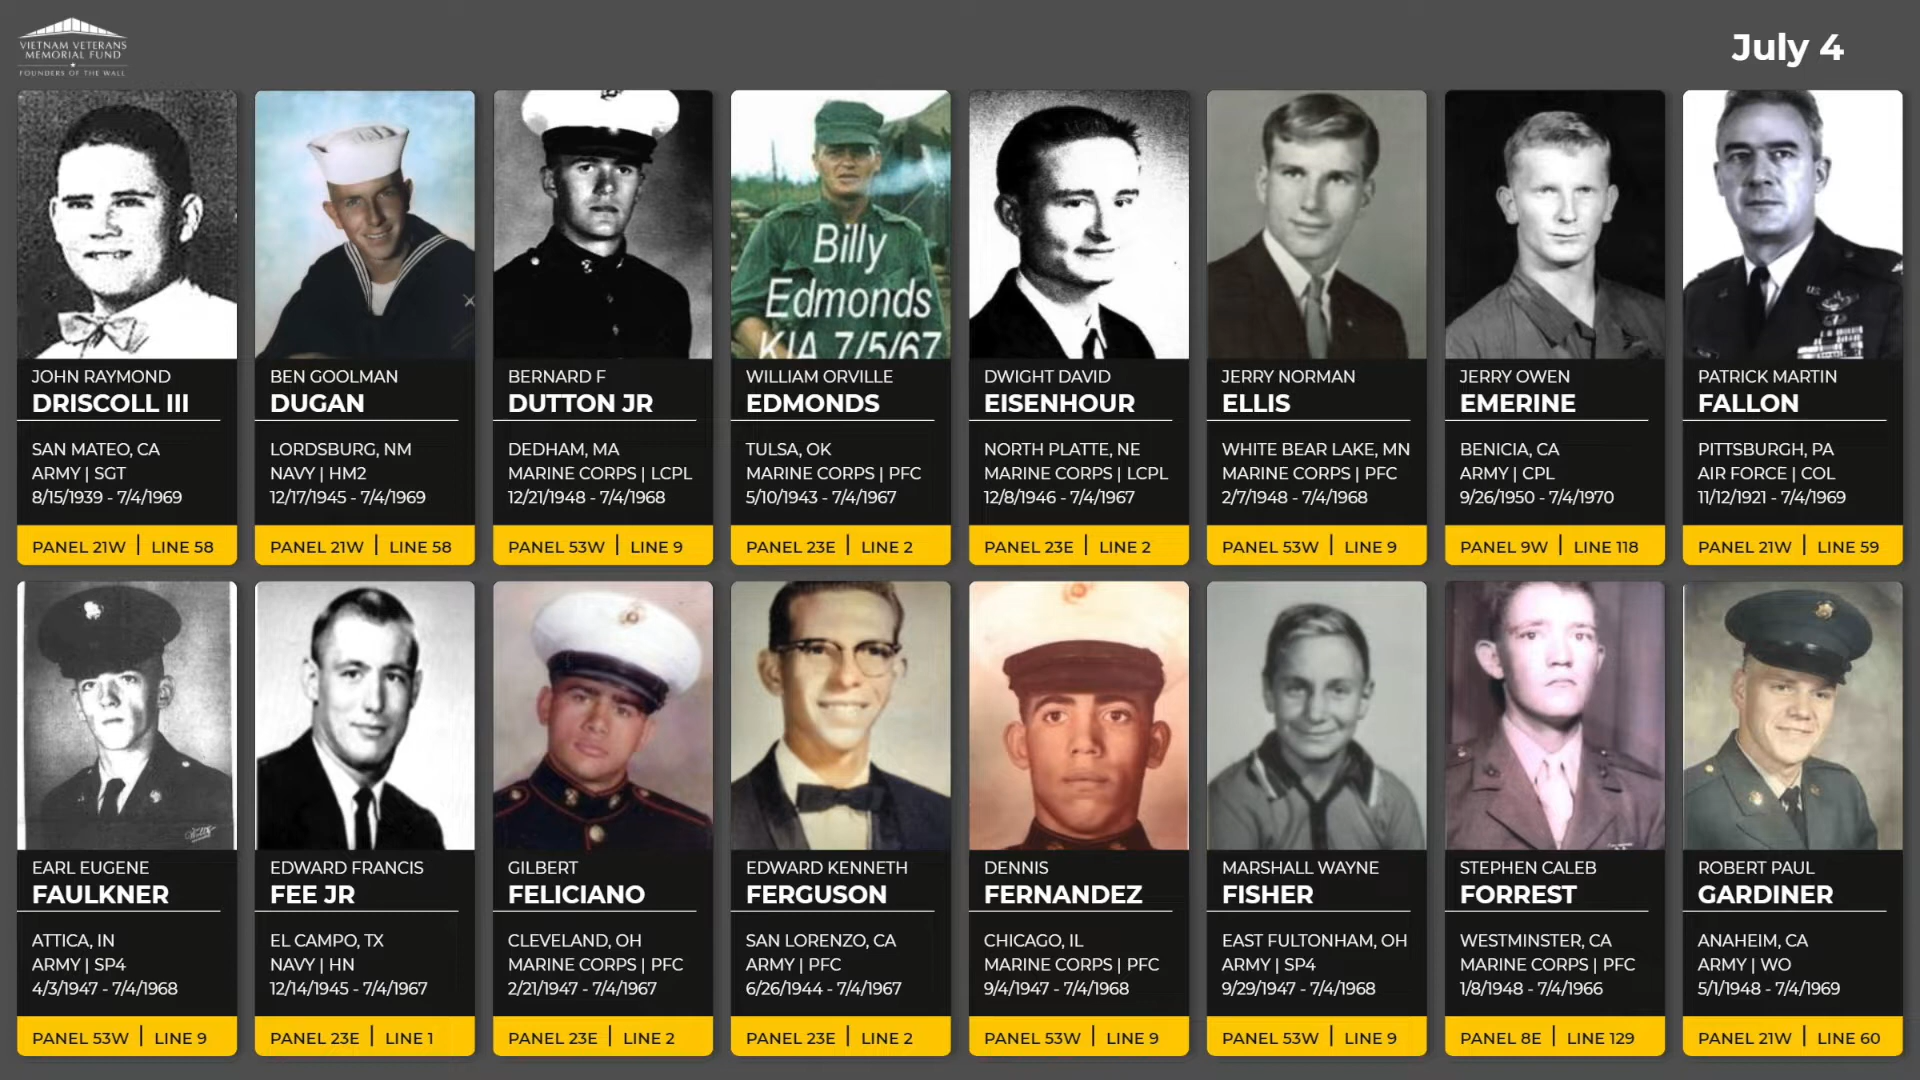 VIETNAM VETERANS
MEMORIAL FUND
FOUNDERS OF THE WALL
July 4
Billy
Edmonds
KIA 7/5/67
JOHN RAYMOND
DRISCOLL III
SAN MATEO, CA
ARMY | SGT
8/15/1939 - 7/4/1969
PANEL 21W | LINE 58
BEN GOOLMAN
DUGAN
LORDSBURG, NM
NAVY | HM2
12/17/1945 - 7/4/1969
PANEL 21W | LINE 58
BERNARD F
DUTTON JR
DEDHAM, MA
MARINE CORPS | LCPL
12/21/1948 - 7/4/1968
PANEL 53W | LINE 9
WILLIAM ORVILLE
EDMONDS
TULSA, OK
MARINE CORPS | PFC
5/10/1943 - 7/4/1967
PANEL 23E | LINE 2
DWIGHT DAVID
EISENHOUR
NORTH PLATTE, NE
MARINE CORPS | LCPL
12/8/1946 - 7/4/1967
PANEL 23E | LINE 2
JERRY NORMAN
ELLIS
WHITE BEAR LAKE, MN
MARINE CORPS | PFC
2/7/1948 - 7/4/1968
PANEL 53W | LINE 9
JERRY OWEN
EMERINE
BENICIA, CA
ARMY | CPL
9/26/1950 - 7/4/1970
PANEL 9W | LINE 118
PATRICK MARTIN
FALLON
PITTSBURGH, PA
AIR FORCE | COL
11/12/1921 - 7/4/1969
PANEL 21W | LINE 59
EARL EUGENE
FAULKNER
ATTICA, IN
ARMY | SP4
4/3/1947 - 7/4/1968
PANEL 53W | LINE 9
EDWARD FRANCIS
FEE JR
EL CAMPO, TX
NAVY | HN
12/14/1945 - 7/4/1967
PANEL 23E | LINE 1
GILBERT
FELICIANO
CLEVELAND, OH
MARINE CORPS | PFC
2/21/1947 - 7/4/1967
PANEL 23E | LINE 2
EDWARD KENNETH
FERGUSON
SAN LORENZO, CA
ARMY | PFC
6/26/1944 - 7/4/1967
PANEL 23E | LINE 2
DENNIS
FERNANDEZ
CHICAGO, IL
MARINE CORPS | PFC
9/4/1947 - 7/4/1968
PANEL 53W | LINE 9
MARSHALL WAYNE
FISHER
EAST FULTONHAM, OH
ARMY | SP4
9/29/1947 - 7/4/1968
PANEL 53W | LINE 9
STEPHEN CALEB
FORREST
WESTMINSTER, CA
MARINE CORPS | PFC
1/8/1948 - 7/4/1966
PANEL 8E | LINE 129
ROBERT PAUL
GARDINER
ANAHEIM, CA
ARMY | WO
5/1/1948 - 7/4/1969
PANEL 21W | LINE 60